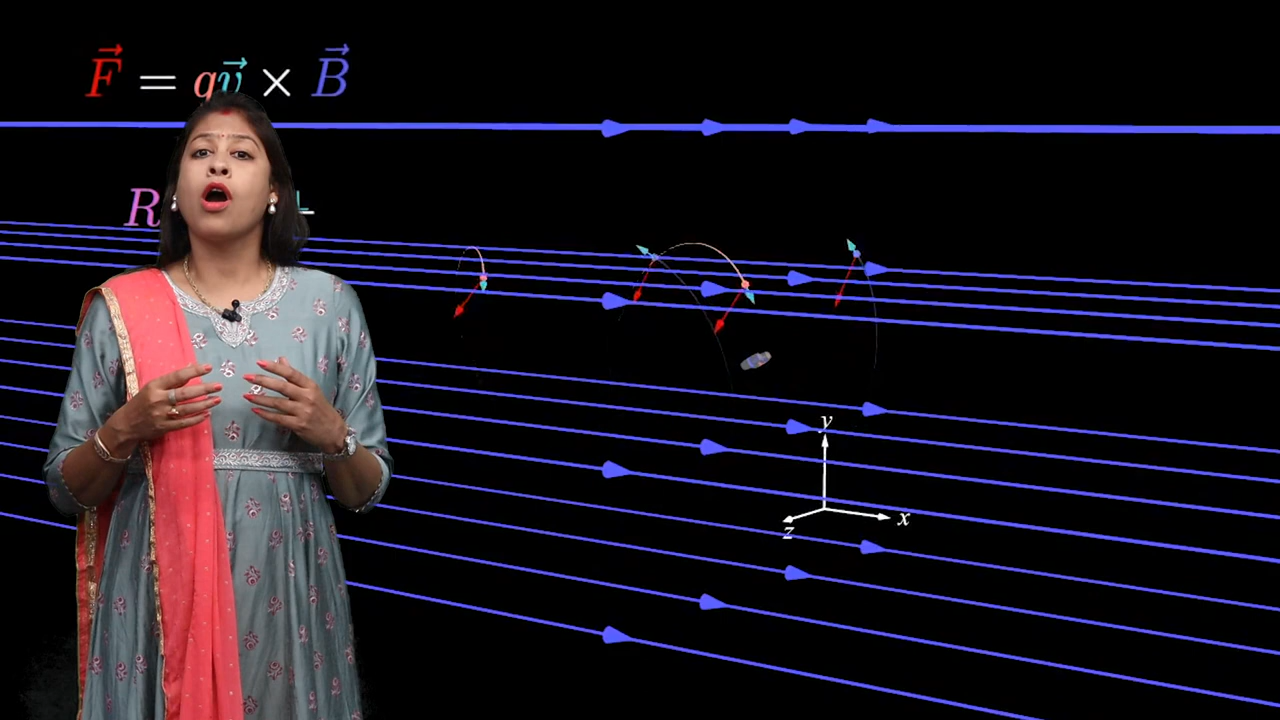 F⃗ = qv⃗ × B⃗
R
y
x
z